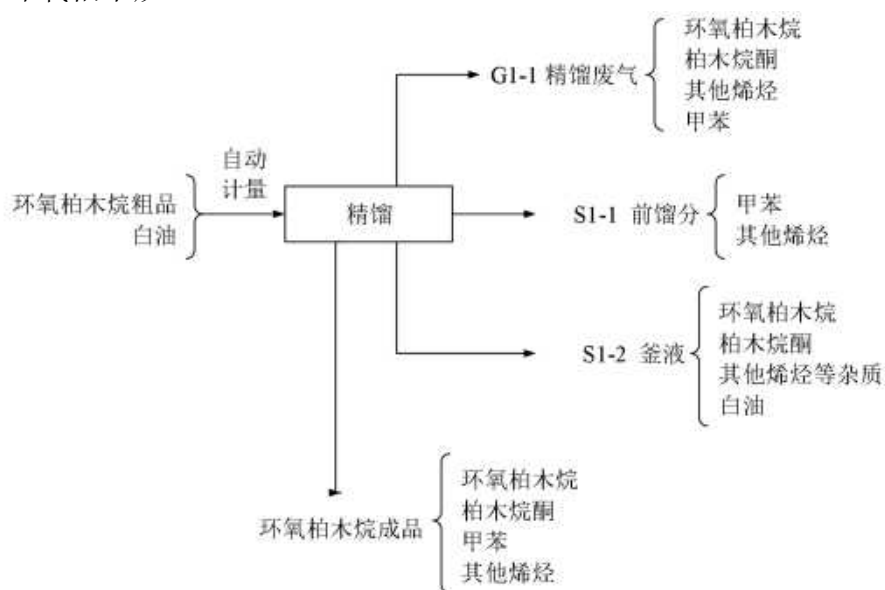 环氧柏木烷
柏木烷酮
其他烯烃
甲苯
G1-1 精馏废气
自动
计量
环氧柏木烷粗品
白油
精馏
S1-1 前馏分
甲苯
其他烯烃
S1-2 釜液
环氧柏木烷
柏木烷酮
其他烯烃等杂质
白油
环氧柏木烷成品
环氧柏木烷
柏木烷酮
甲苯
其他烯烃